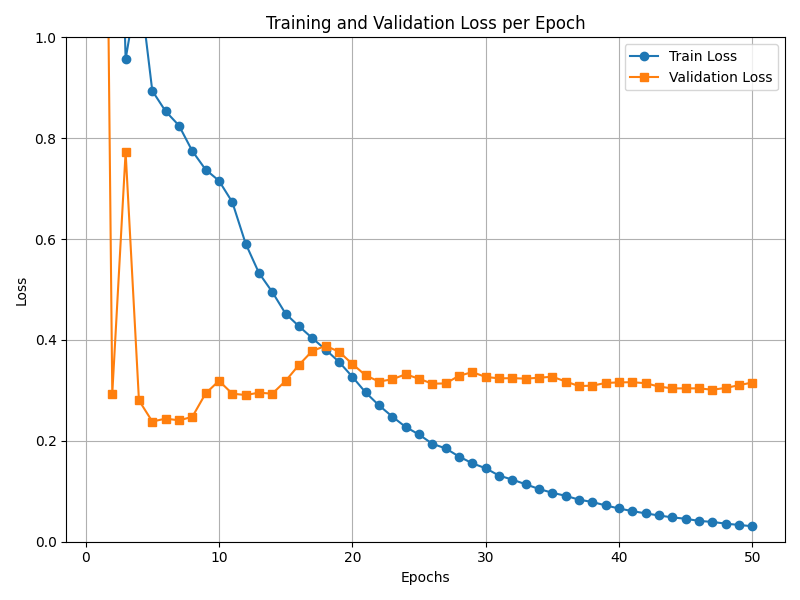 Training and Validation Loss per Epoch
Train Loss
Validation Loss
1.0
0.8
0.6
0.4
0.2
0.0
Loss
0 10 20 30 40 50
Epochs